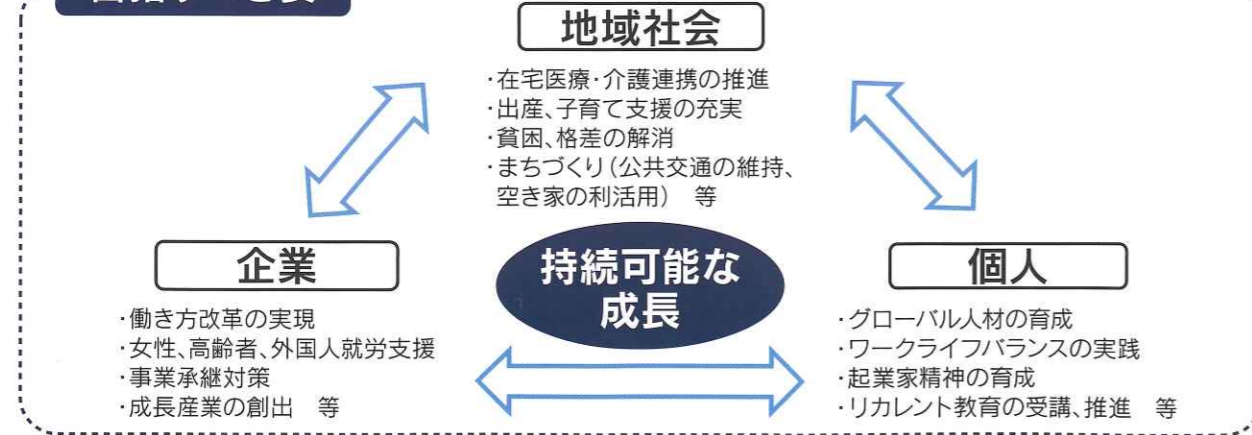 地域社会
・在宅医療・介護連携の推進
・出産、子育て支援の充実
・貧困、格差の解消
・まちづくり（公共交通の維持、
空き家の利活用）　等
企業
・働き方改革の実現
・女性、高齢者、外国人就労支援
・事業承継対策
・成長産業の創出　等
持続可能な
成長
個人
・グローバル人材の育成
・ワークライフバランスの実践
・起業家精神の育成
・リカレント教育の受講、推進　等